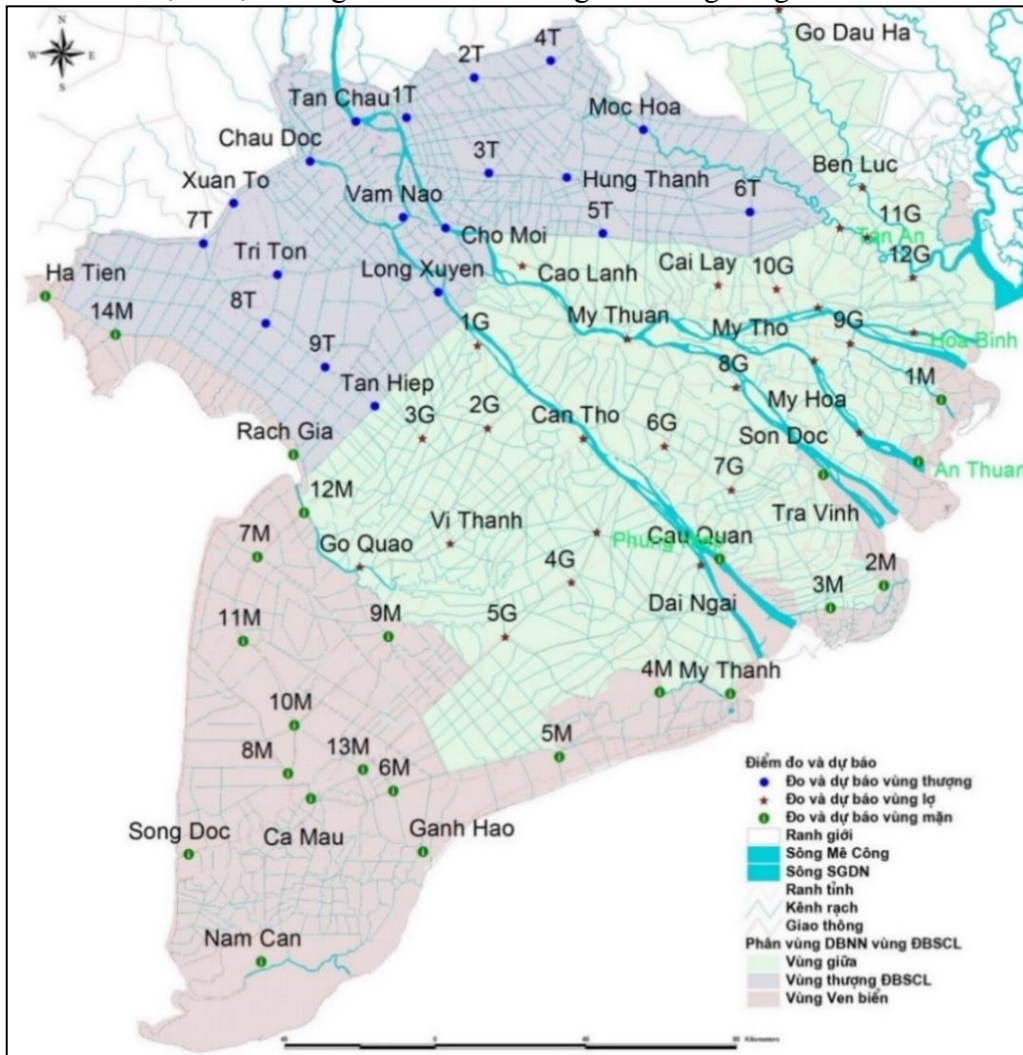 N
W
E
S
Go Dau Ha
4T
2T
Tan Chau
1T
Moc Hoa
Chau Doc
Ben Luc
3T
Xuan To
Hung Thanh
Vam Nao
6T
7T
11G
5T
Tan An
Cho Moi
Tri Ton
12G
Cai Lay
10G
Long Xuyen
Cao Lanh
Ha Tien
8T
14M
My Thuan
My Tho
9G
1G
Hoa Binh
9T
8G
1M
Tan Hiep
My Hoa
3G
2G
Can Tho
6G
Rach Gia
Son Doc
7G
An Thuan
12M
Vi Thanh
Tra Vinh
7M
Go Quao
Cau Quan
4G
2M
3M
Dai Ngai
11M
9M
5G
4M
My Thanh
10M
5M
8M
13M
6M
Song Doc
Ca Mau
Ganh Hao
Nam Can
Điểm đo và dự báo
Đo và dự báo vùng thượng
Đo và dự báo vùng lợ
Đo và dự báo vùng mặn
Ranh giới
Sông Mê Công
Sông SGDN
Ranh tỉnh
Kênh rạch
Giao thông
Phân vùng DBNN vùng ĐBSCL
Vùng giữa
Vùng thượng ĐBSCL
Vùng Ven biển
40
0
40
80
Kilometers